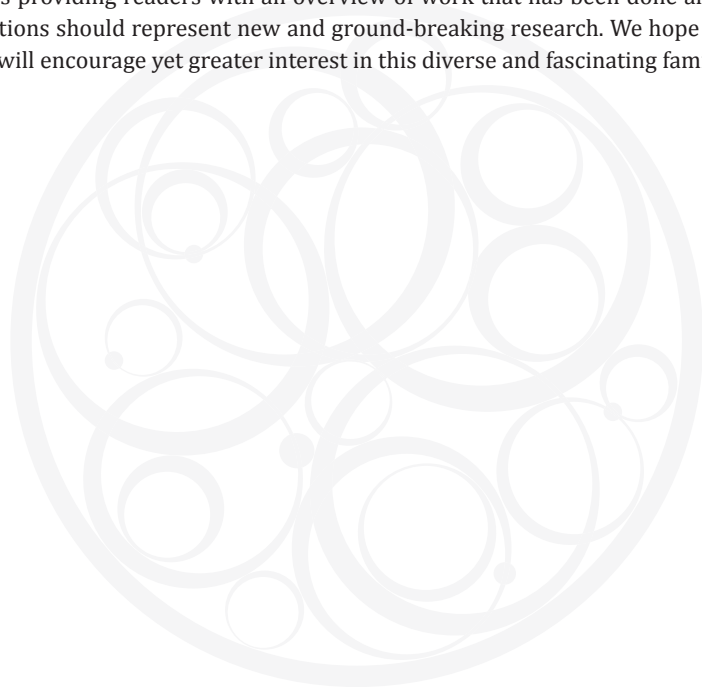 providing readers with an overview of work that has been done
tions should represent new and ground-breaking research. We hope
will encourage yet greater interest in this diverse and fascinating fam